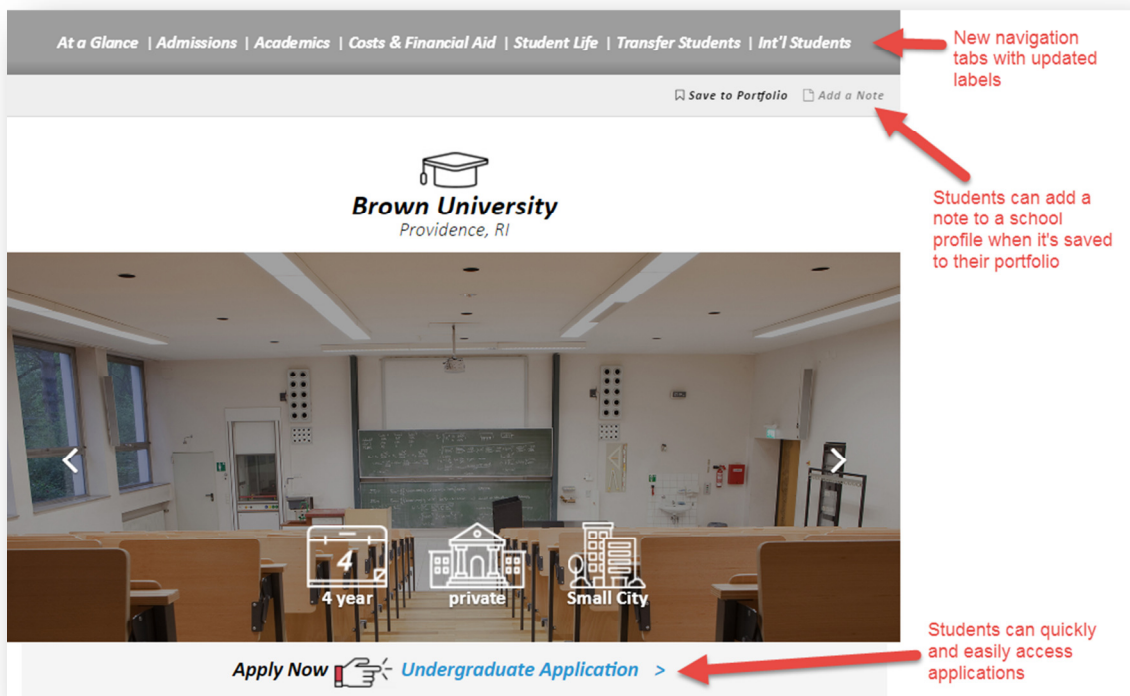 At a Glance | Admissions | Academics | Costs & Financial Aid | Student Life | Transfer Students | Int'l Students
New navigation
tabs with updated
labels
Save to Portfolio Add a Note
Students can add a
note to a school
profile when it's saved
to their portfolio
Brown University
Providence, RI
4
4 year private Small City
Students can quickly
and easily access
applications
Apply Now Undergraduate Application >